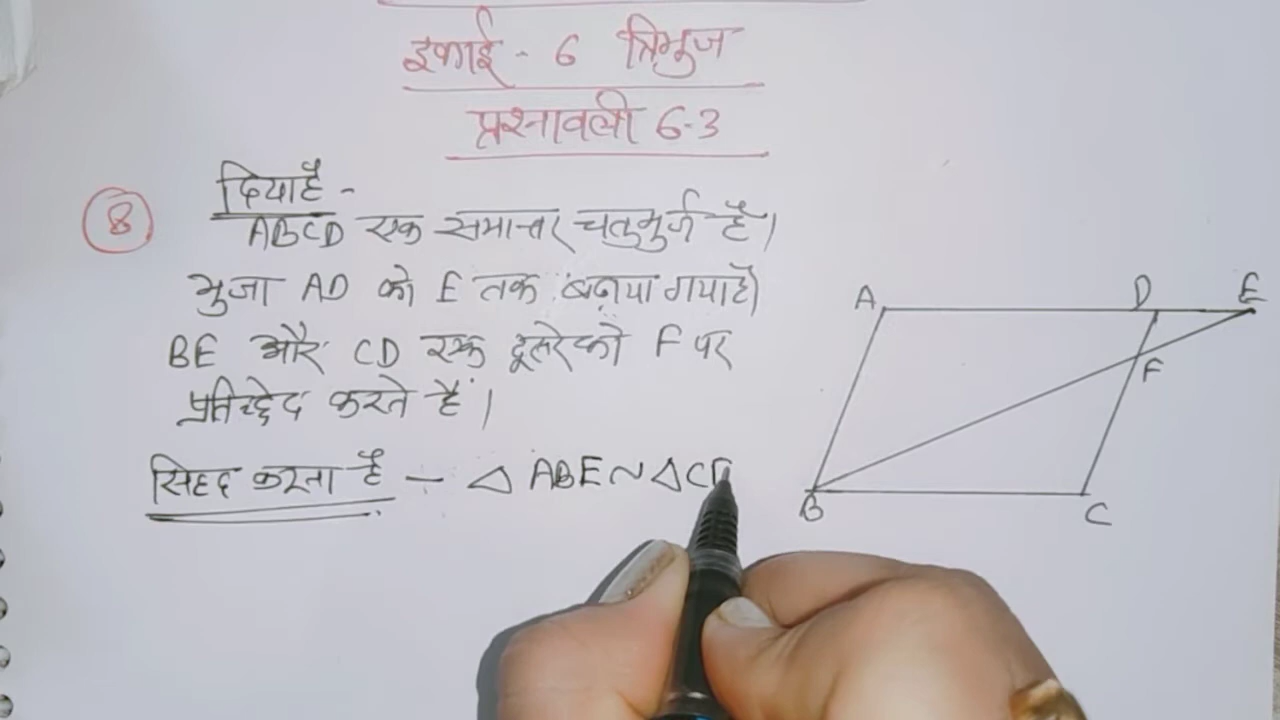 इकाई - 6 त्रिभुज
प्रश्नावली 6.3
8
दिया है -
ABCD एक समान्तर चतुर्भुज है।
भुजा AD को E तक बढ़ाया गया है।
BE और CD एक दूसरे को F पर
प्रतिच्छेद करते हैं।
सिद्ध करना है - △ ABE ~ △ C
A D E
F
B C